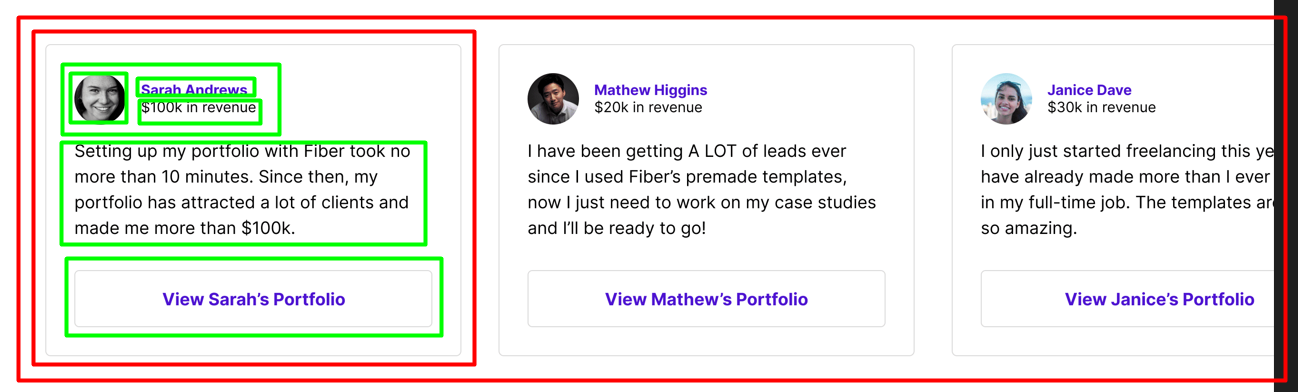 Sarah Andrews
$100k in revenue
Setting up my portfolio with Fiber took no
more than 10 minutes. Since then, my
portfolio has attracted a lot of clients and
made me more than $100k.
View Sarah’s Portfolio
Mathew Higgins
$20k in revenue
I have been getting A LOT of leads ever
since I used Fiber’s premade templates,
now I just need to work on my case studies
and I’ll be ready to go!
View Mathew’s Portfolio
Janice Dave
$30k in revenue
I only just started freelancing this
have already made more than I ever
in my full-time job. The templates
so amazing.
View Janice’s Portfolio